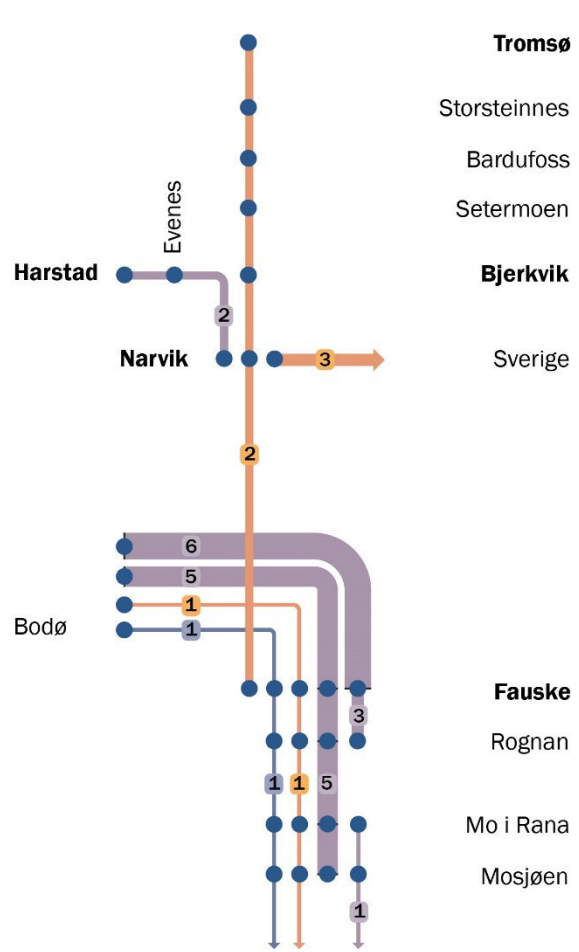 Tromsø
Storsteinnes
Bardufoss
Setermoen
Evenes
Harstad
Bjerkvik
2
Narvik
3
Sverige
2
6
5
1
Bodø
1
Fauske
3
Rognan
1 1 5
Mo i Rana
Mosjøen
1